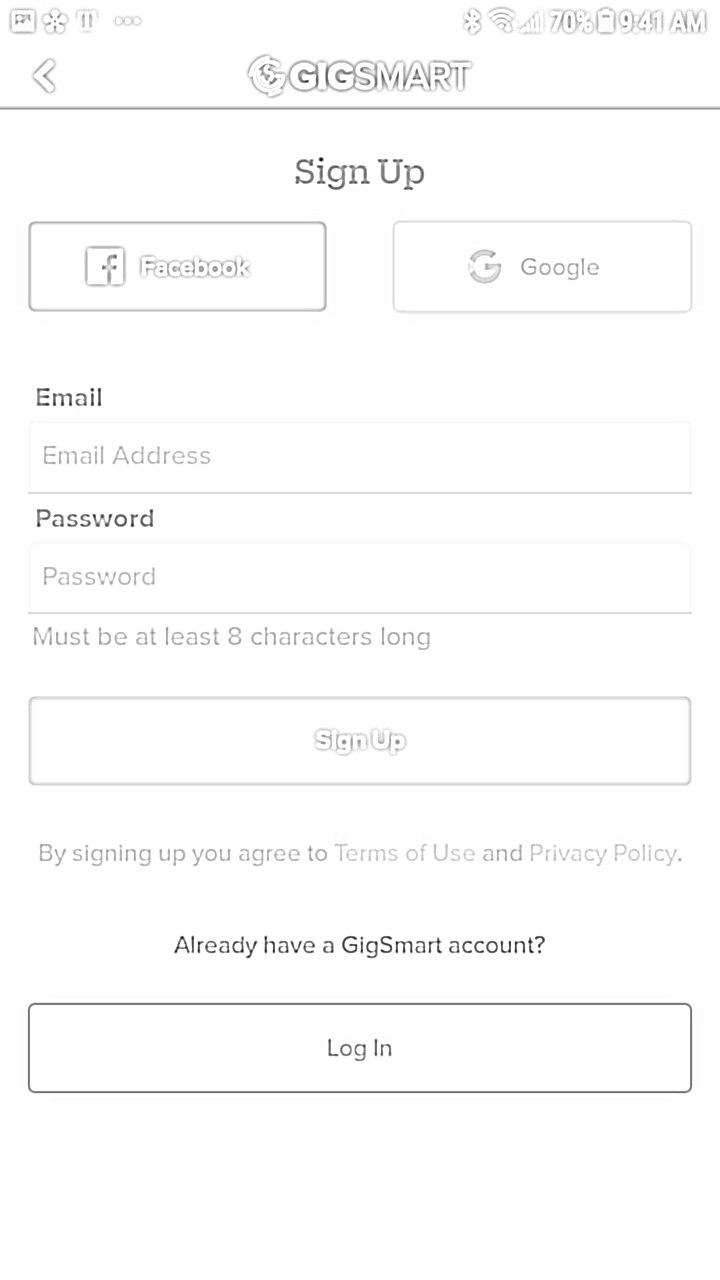 70% 9:41 AM
GIGSMART
Sign Up
Facebook
Google
Email
Email Address
Password
Password
Must be at least 8 characters long
Sign Up
By signing up you agree to Terms of Use and Privacy Policy.
Already have a GigSmart account?
Log In